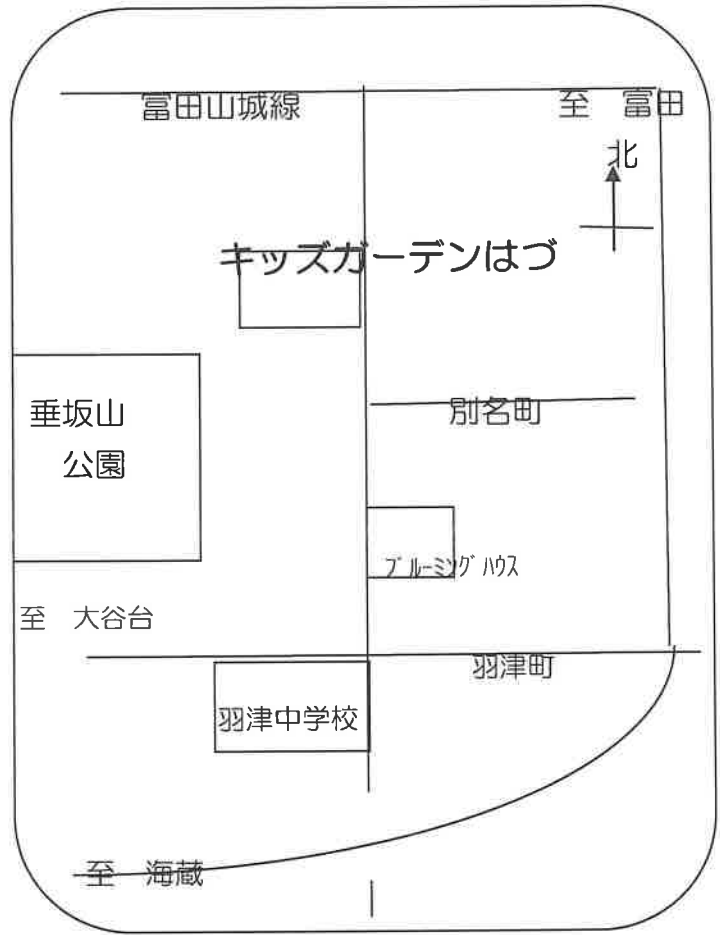 富田山城線
至　富田
北
キッズガーデンはづ
垂坂山
公園
別名町
ﾌﾞﾙｰﾐﾝｸﾞﾊｳｽ
至　大谷台
羽津町
羽津中学校
至　海蔵